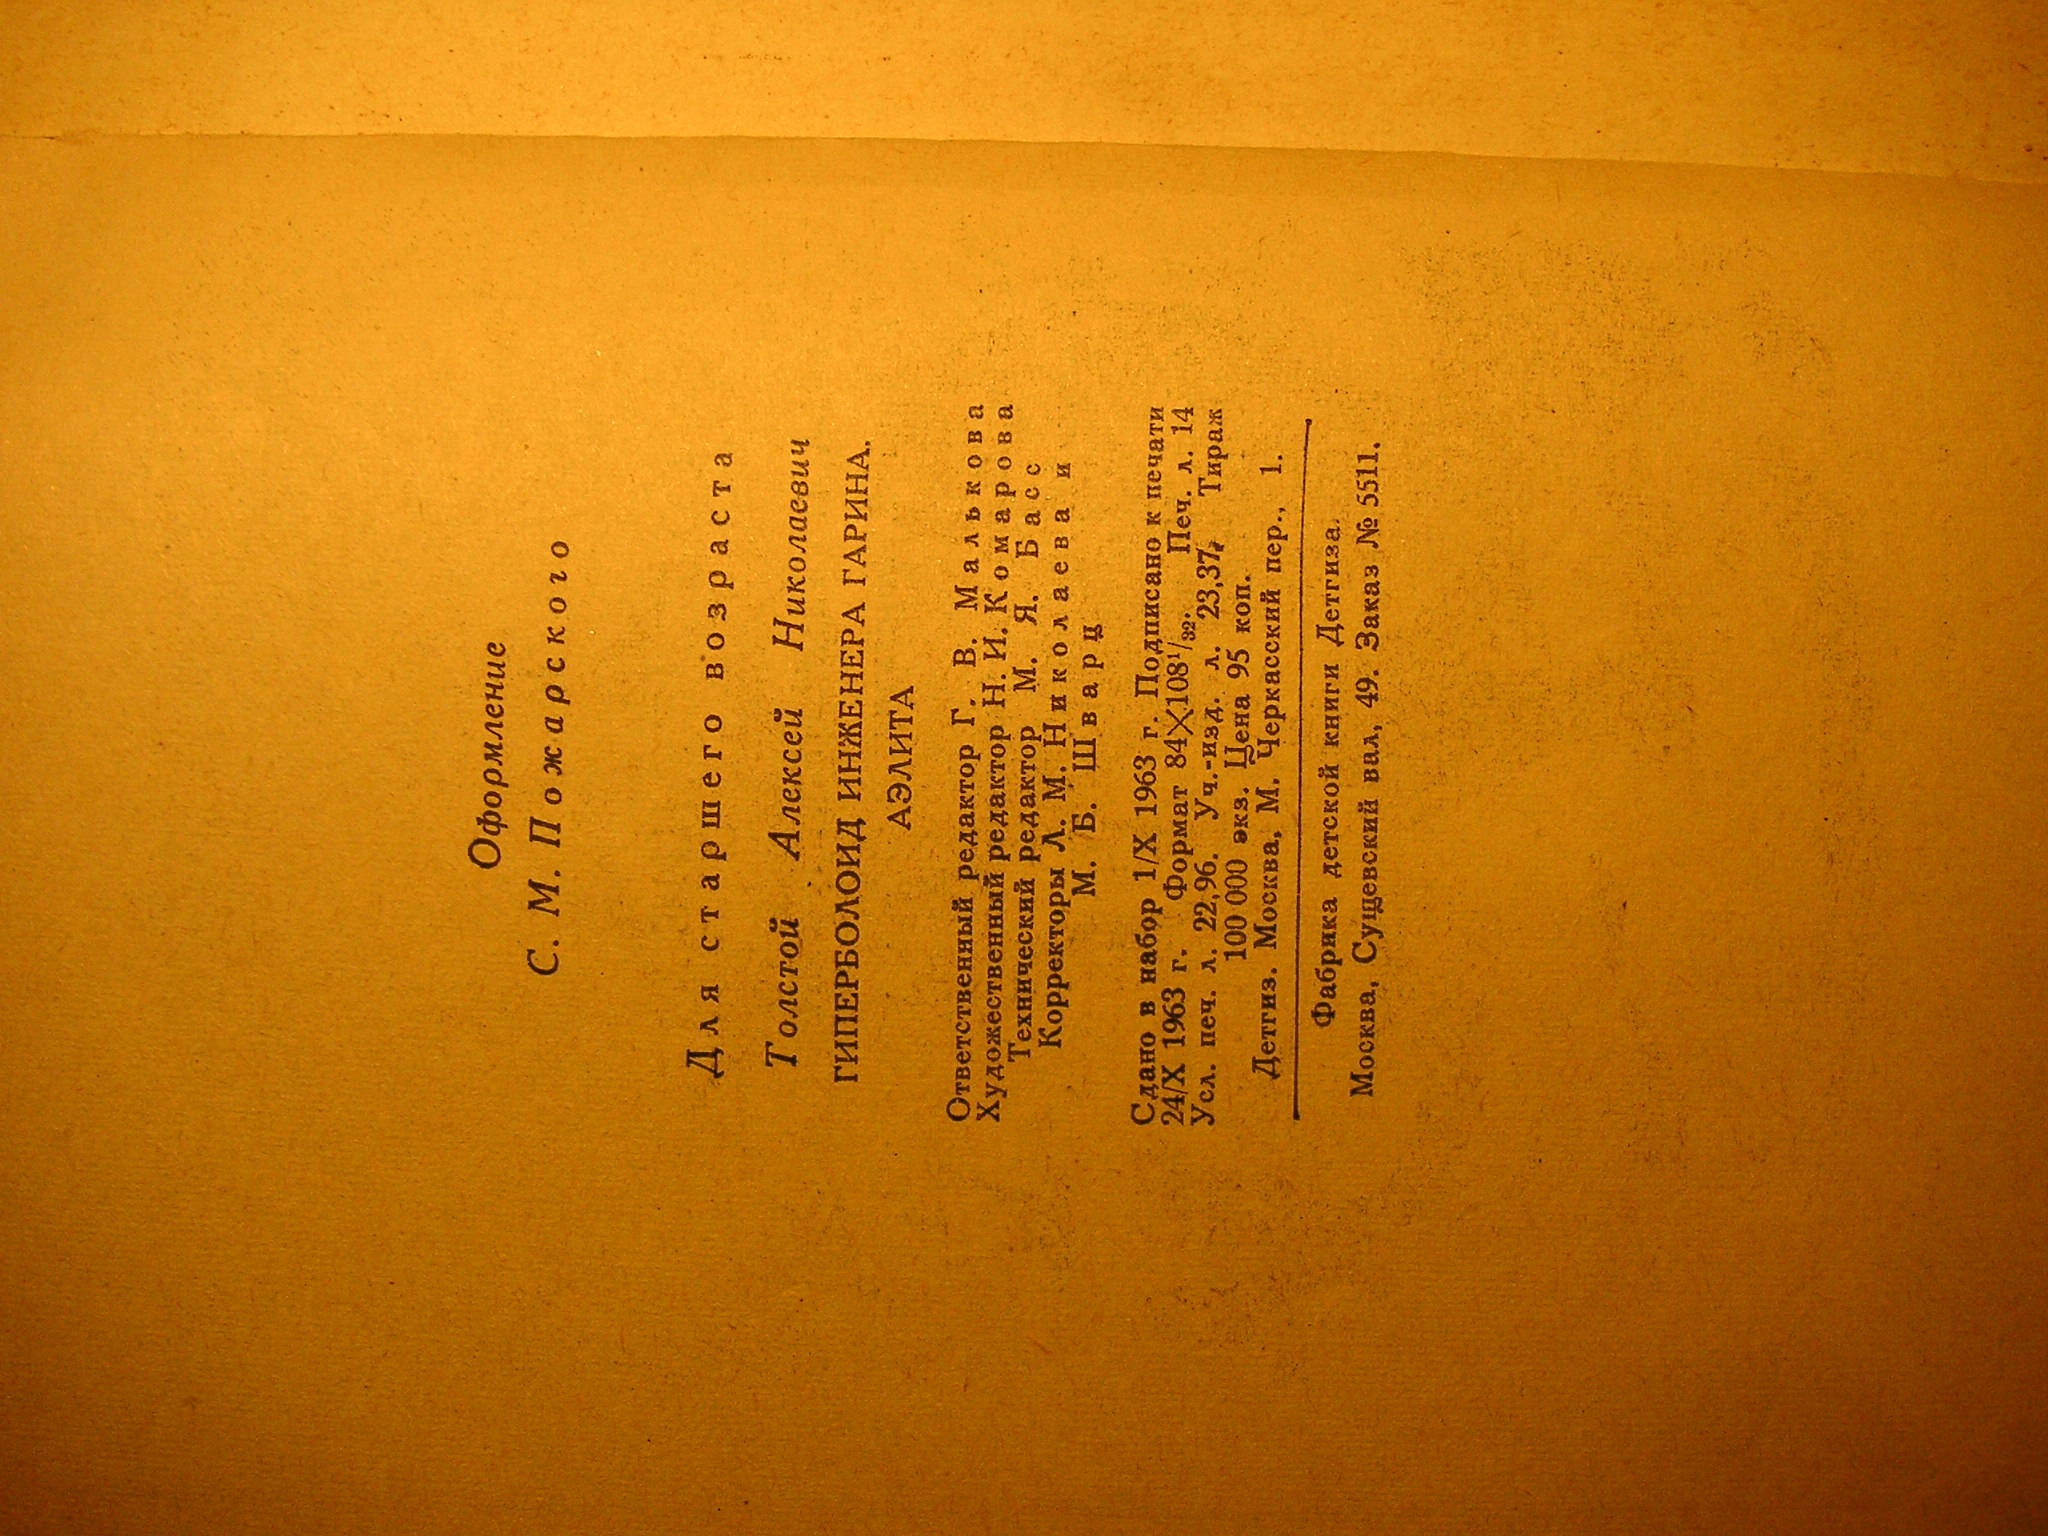 Оформление
С. М. Пожарского
Для старшего возраста
Толстой Алексей Николаевич
ГИПЕРБОЛОИД ИНЖЕНЕРА ГАРИНА.
АЭЛИТА
Ответственный редактор Г. В. Малькова
Художественный редактор Н. И. Комарова
Технический редактор М. Я. Басс
Корректоры Л. М. Николаева и
М. Б. Шварц
Сдано в набор 1/X 1963 г. Подписано к печати
24/X 1963 г. Формат 84×108¹/₃₂. Печ. л. 14
Усл. печ. л. 22,96. Уч.-изд. л. 23,37. Тираж
100 000 экз. Цена 95 коп.
Детгиз. Москва, М. Черкасский пер., 1.
Фабрика детской книги Детгиза.
Москва, Сущевский вал, 49. Заказ № 5511.